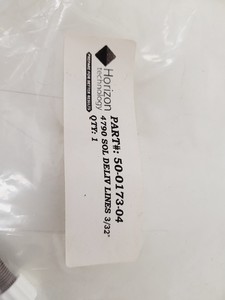 Horizon
technology
PART#: 50-0173-04
4790 SOL DELIV LINES 3/32"
QTY: 1